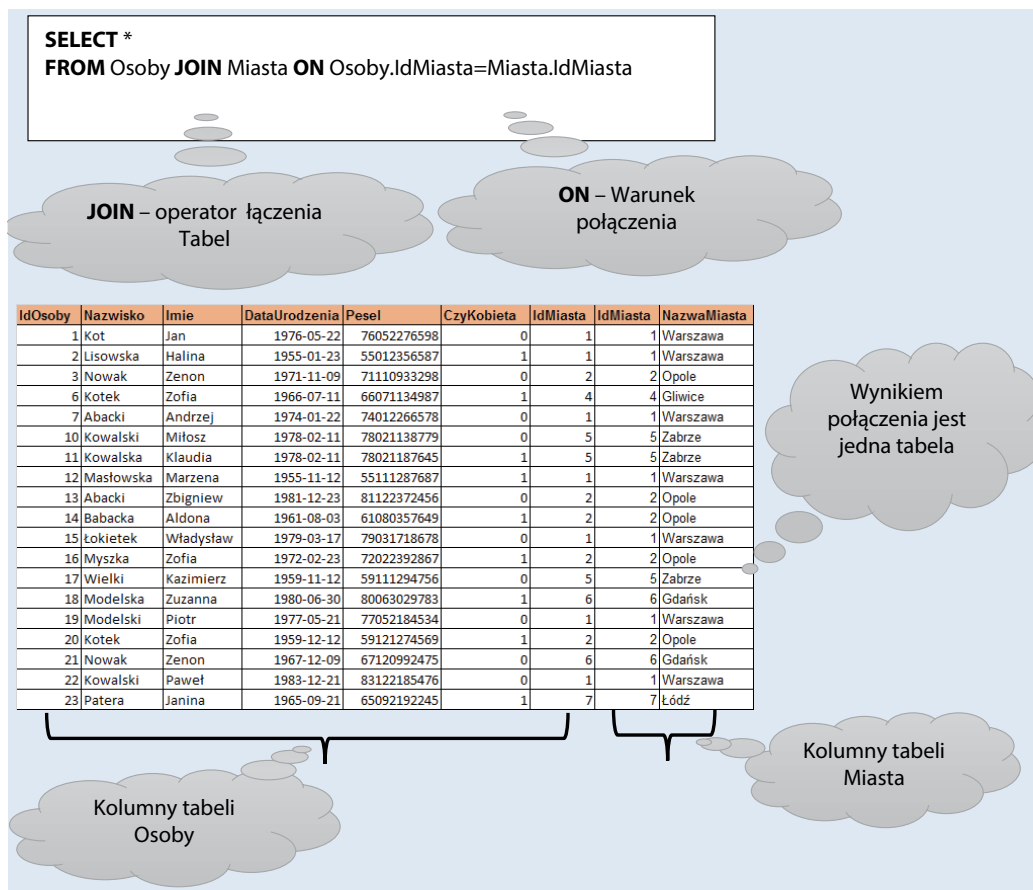 SELECT *
FROM Osoby JOIN Miasta ON Osoby.IdMiasta=Miasta.IdMiasta
JOIN – operator łączenia
Tabel
ON – Warunek
połączenia
IdOsoby Nazwisko Imie DataUrodzenia Pesel CzyKobieta IdMiasta IdMiasta NazwaMiasta
1 Kot Jan 1976-05-22 76052276598 0 1 1 Warszawa
2 Lisowska Halina 1955-01-23 55012356587 1 1 1 Warszawa
3 Nowak Zenon 1971-11-09 71110933298 0 2 2 Opole
6 Kotek Zofia 1966-07-11 66071134987 1 4 4 Gliwice
7 Abacki Andrzej 1974-01-22 74012266578 0 1 1 Warszawa
10 Kowalski Miłosz 1978-02-11 78021138779 0 5 5 Zabrze
11 Kowalska Klaudia 1978-02-11 78021187645 1 5 5 Zabrze
12 Masłowska Marzena 1955-11-12 55111287687 1 1 1 Warszawa
13 Abacki Zbigniew 1981-12-23 81122372456 0 2 2 Opole
14 Babacka Aldona 1961-08-03 61080357649 1 2 2 Opole
15 Łokietek Władysław 1979-03-17 79031718678 0 1 1 Warszawa
16 Myszka Zofia 1972-02-23 72022392867 1 2 2 Opole
17 Wielki Kazimierz 1959-11-12 59111294756 0 5 5 Zabrze
18 Modelska Zuzanna 1980-06-30 80063029783 1 6 6 Gdańsk
19 Modelski Piotr 1977-05-21 77052184534 0 1 1 Warszawa
20 Kotek Zofia 1959-12-12 59121274569 1 2 2 Opole
21 Nowak Zenon 1967-12-09 67120992475 0 6 6 Gdańsk
22 Kowalski Paweł 1983-12-21 83122185476 0 1 1 Warszawa
23 Patera Janina 1965-09-21 65092192245 1 7 7 Łódź
Wynikiem
połączenia jest
jedna tabela
Kolumny tabeli
Osoby
Kolumny tabeli
Miasta